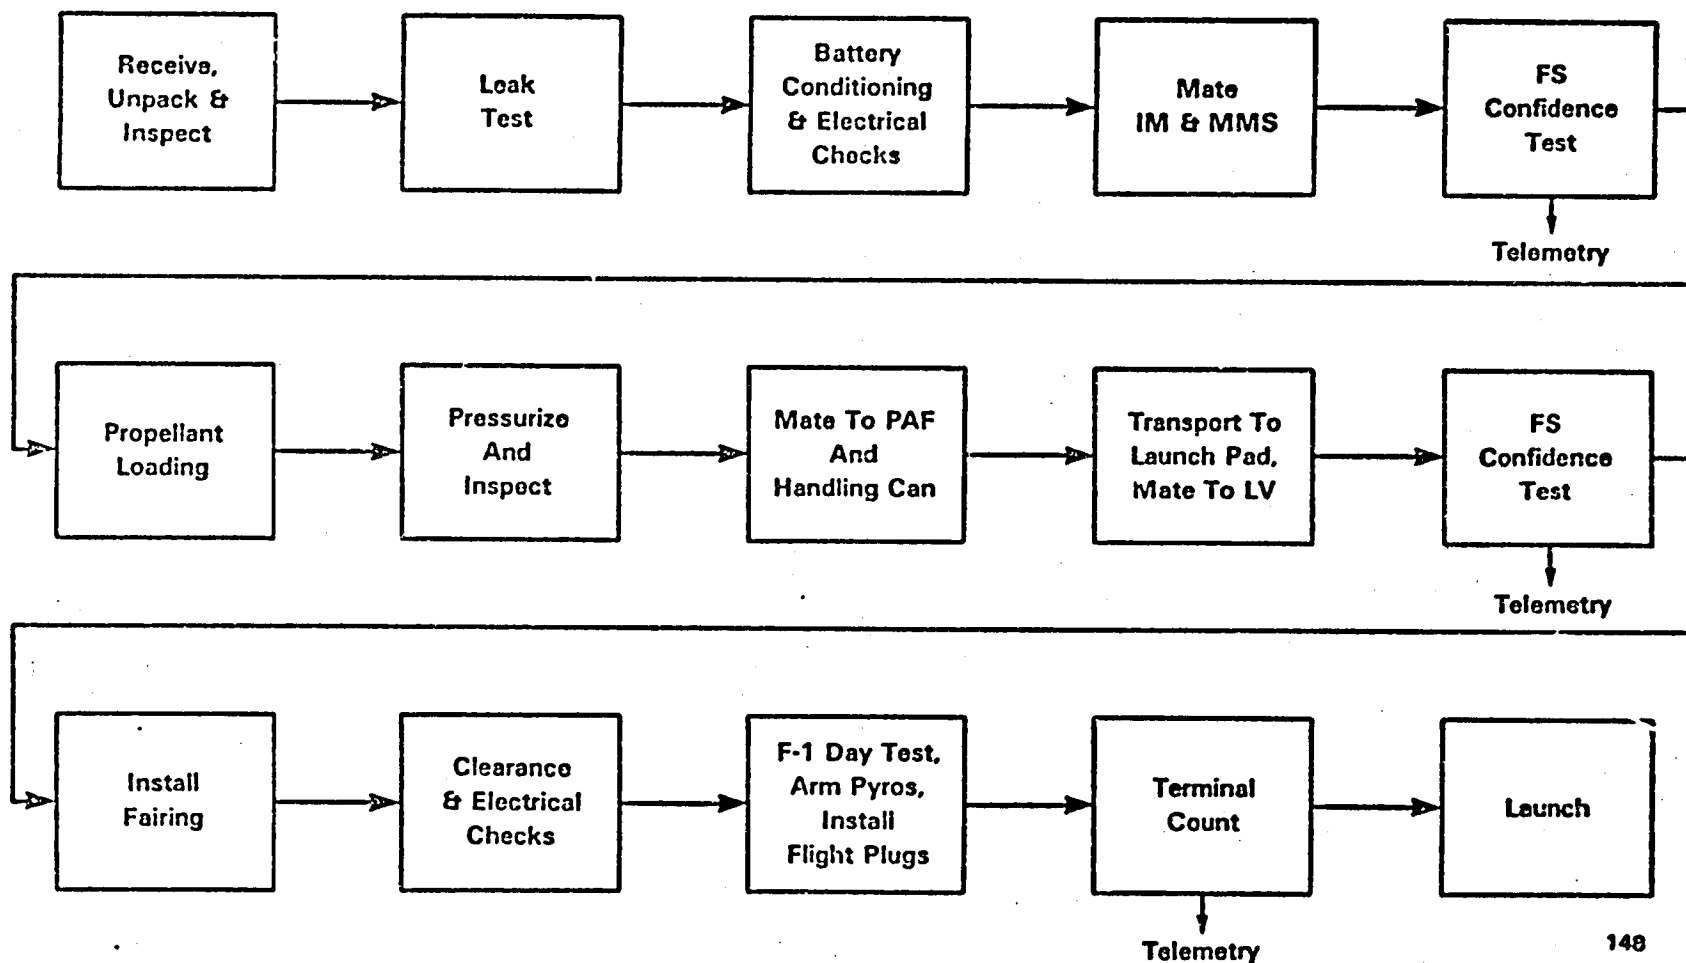 Receive,
Unpack &
Inspect
Leak
Test
Battery
Conditioning
& Electrical
Checks
Mate
IM & MMS
FS
Confidence
Test
Telemetry
Propellant
Loading
Pressurize
And
Inspect
Mate To PAF
And
Handling Can
Transport To
Launch Pad,
Mate To LV
FS
Confidence
Test
Telemetry
Install
Fairing
Clearance
& Electrical
Checks
F-1 Day Test,
Arm Pyros,
Install
Flight Plugs
Terminal
Count
Telemetry
Launch
148